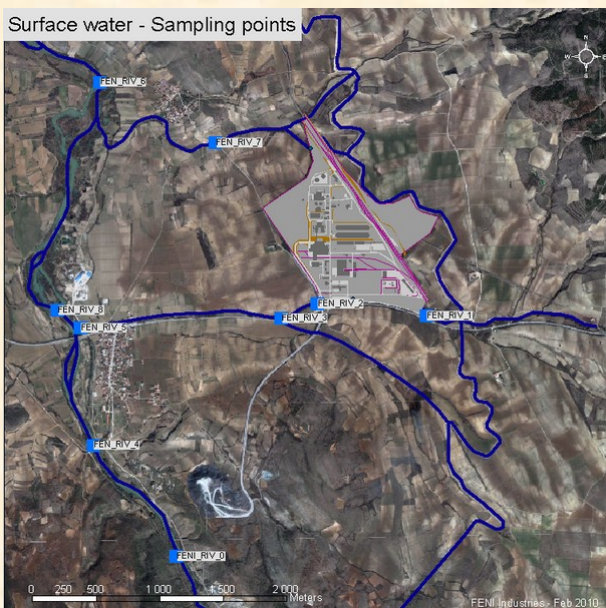 Surface water - Sampling points
N
W
E
S
FEN_RIV_6
FEN_RIV_7
FEN_RIV_8
FEN_RIV_2
FEN_RIV_1
FEN_RIV_3
FEN_RIV_5
FEN_RIV_4
FENI_RIV_0
0 250 500 1 000 1 500 2 000
Meters
FENI Industries - Feb 2010